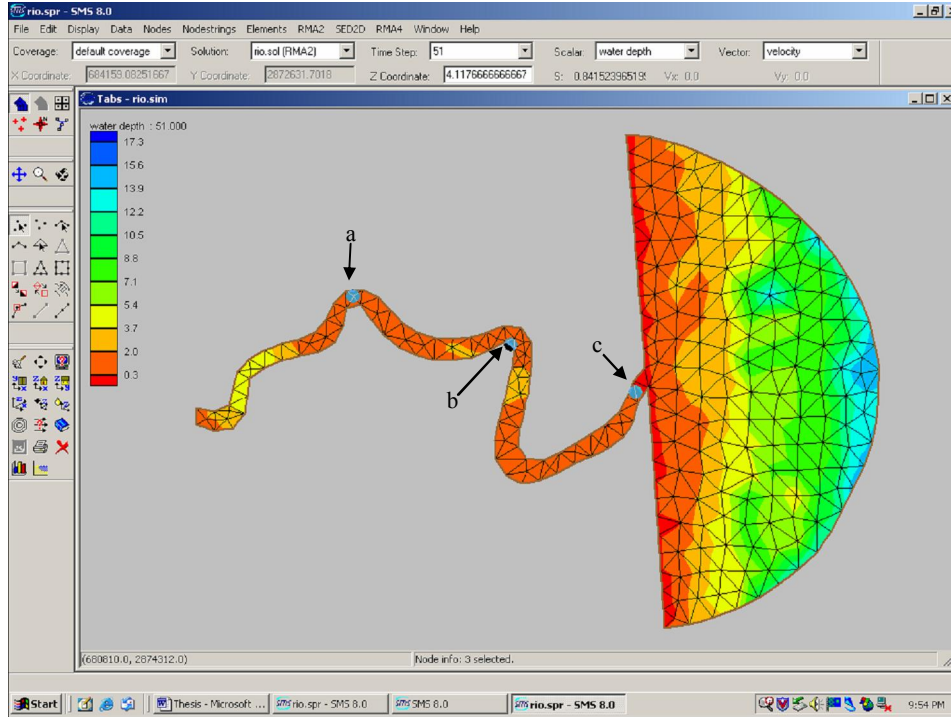 rio.spr - SMS 8.0
File Edit Display Data Nodes Nodestrings Elements RMA2 SED2D RMA4 Window Help
Coverage: default coverage Solution: rio.sol (RMA2) Time Step: 51 Scalar: water depth Vector: velocity
X Coordinate: 684159.08251667 Y Coordinate: 2872631.7018 Z Coordinate: 4.1176666666667 S: 0.8415239651 Vx: 0.0 Vy: 0.0
Tabs - rio.sim
water depth : 51.000
17.3
15.6
13.9
12.2
10.5
8.8
7.1
5.4
3.7
2.0
0.3
a
b
c
(680810.0, 2874312.0) Node info: 3 selected.
Start Thesis - Microsoft ... rio.spr - SMS 8.0 SMS 8.0 rio.spr - SMS 8.0 9:54 PM